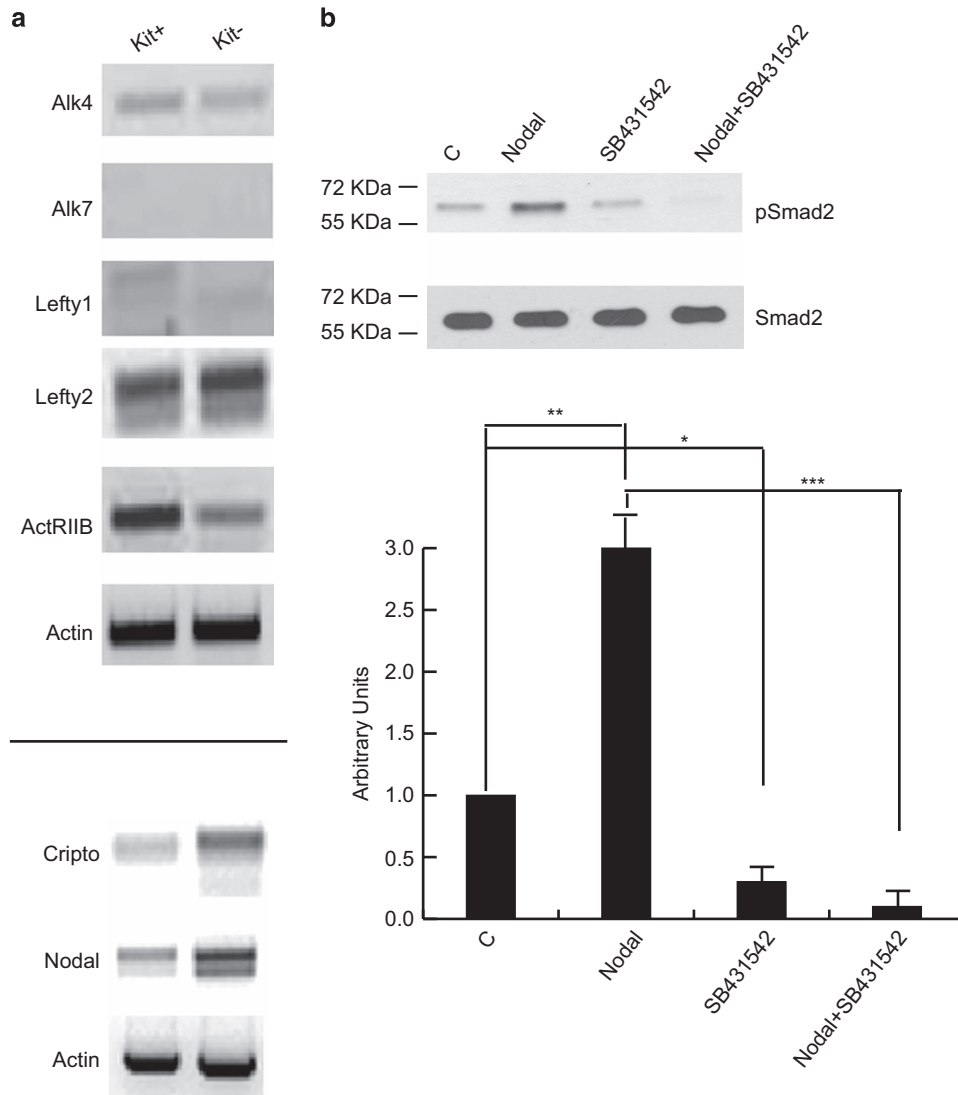 a
Kit+ Kit-
Alk4
Alk7
Lefty1
Lefty2
ActRIIB
Actin
Cripto
Nodal
Actin
b
C Nodal SB431542 Nodal+SB431542
72 KDa
55 KDa
pSmad2
72 KDa
55 KDa
Smad2
**
*
***
Arbitrary Units
3.0
2.5
2.0
1.5
1.0
0.5
0.0
C Nodal SB431542 Nodal+SB431542